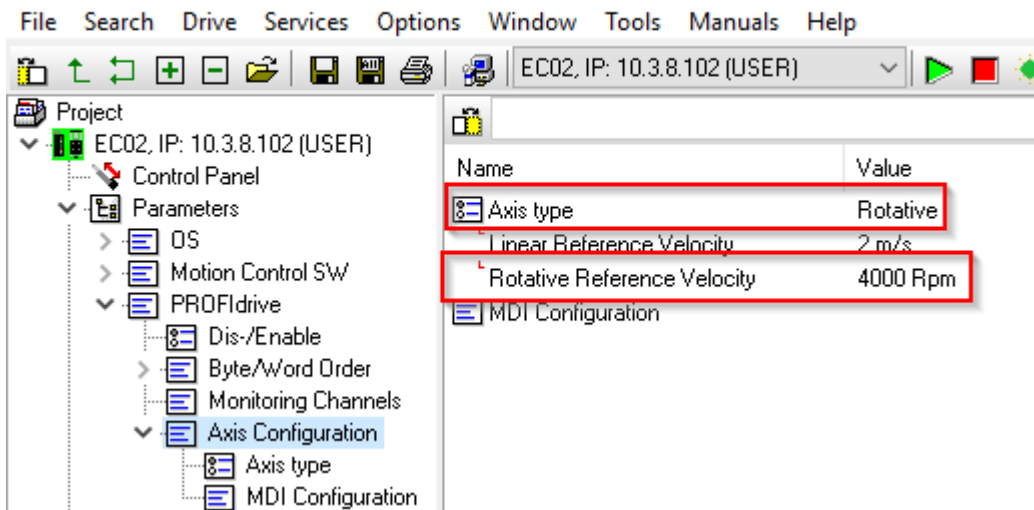 File Search Drive Services Options Window Tools Manuals Help
EC02, IP: 10.3.8.102 (USER)
Project
EC02, IP: 10.3.8.102 (USER)
Control Panel
Parameters
OS
Motion Control SW
PROFIdrive
Dis-/Enable
Byte/Word Order
Monitoring Channels
Axis Configuration
Axis type
MDI Configuration
Name Value
Axis type Rotative
Linear Reference Velocity 2 m/s
Rotative Reference Velocity 4000 Rpm
MDI Configuration